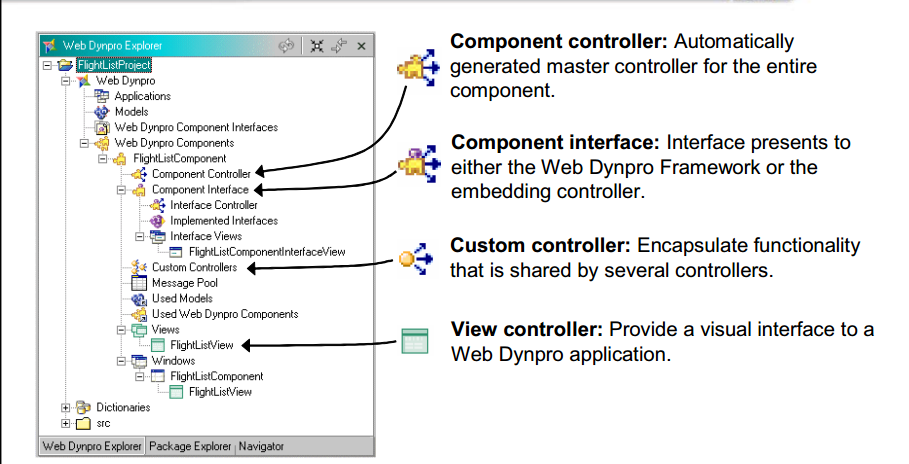 Web Dynpro Explorer
FlightListProject
Web Dynpro
Applications
Models
Web Dynpro Component Interfaces
Web Dynpro Components
FlightListComponent
Component Controller
Component Interface
Interface Controller
Implemented Interfaces
Interface Views
FlightListComponentInterfaceView
Custom Controllers
Message Pool
Used Models
Used Web Dynpro Components
Views
FlightListView
Windows
FlightListComponent
FlightListView
Dictionaries
src
Web Dynpro Explorer Package Explorer Navigator
Component controller: Automatically
generated master controller for the entire
component.
Component interface: Interface presents to
either the Web Dynpro Framework or the
embedding controller.
Custom controller: Encapsulate functionality
that is shared by several controllers.
View controller: Provide a visual interface to a
Web Dynpro application.